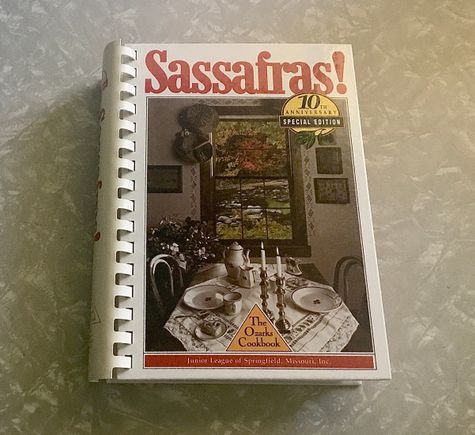 Sassafras!
10TH
ANNIVERSARY
SPECIAL EDITION
The
Ozarks
Cookbook
Junior League of Springfield, Missouri, Inc.